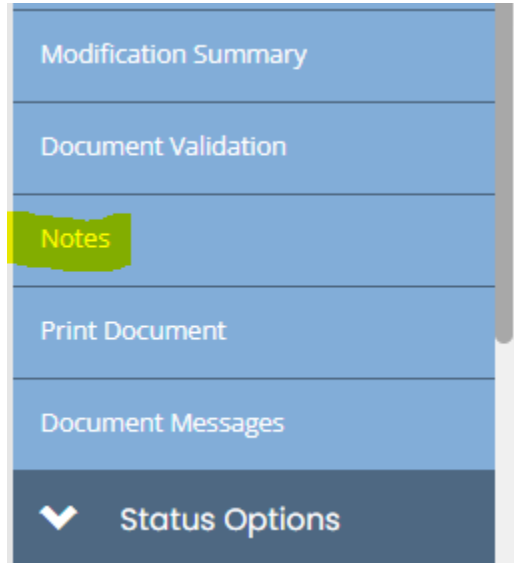 Modification Summary
Document Validation
Notes
Print Document
Document Messages
Status Options